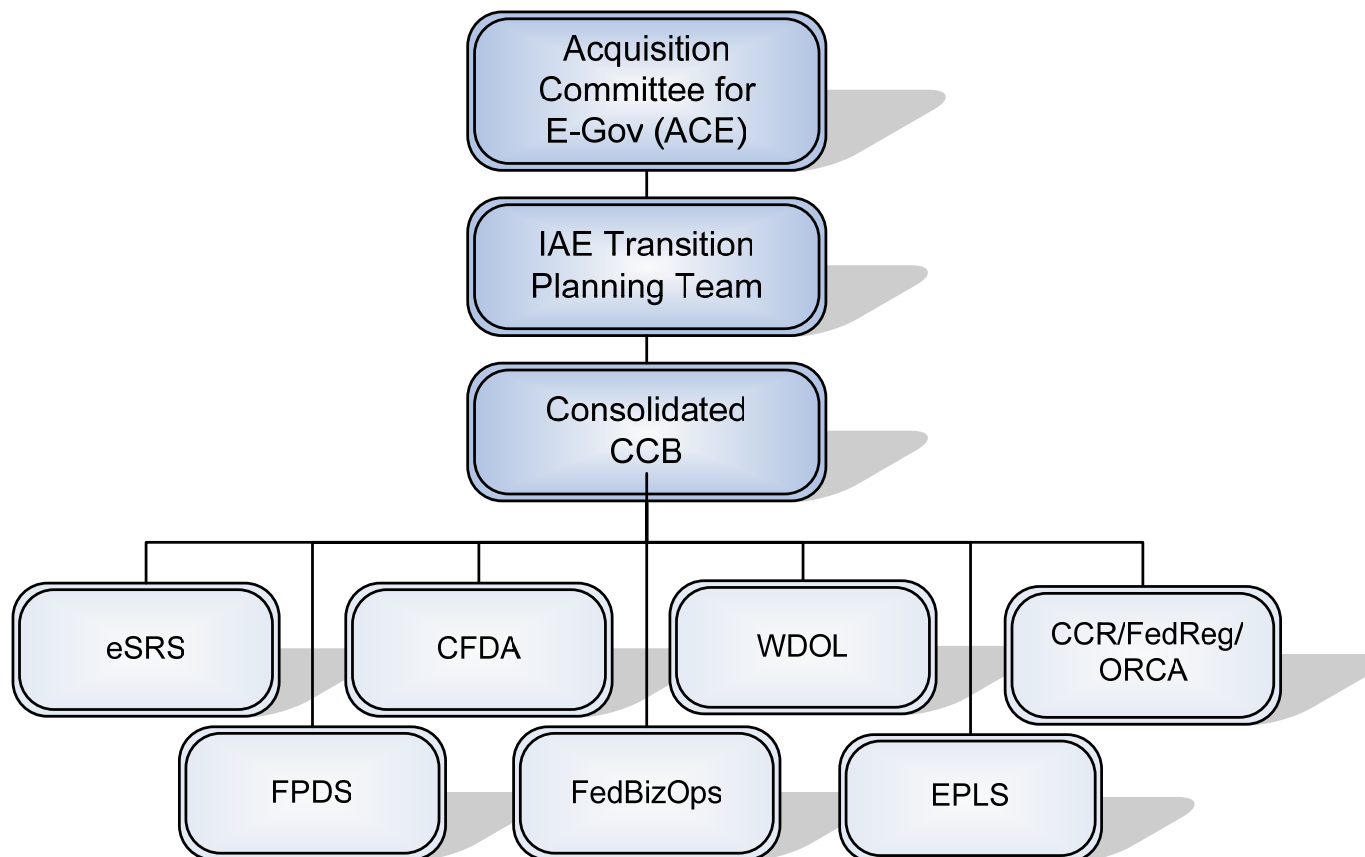 Acquisition
Committee for
E-Gov (ACE)
IAE Transition
Planning Team
Consolidated
CCB
eSRS
CFDA
WDOL
CCR/FedReg/
ORCA
FPDS
FedBizOps
EPLS